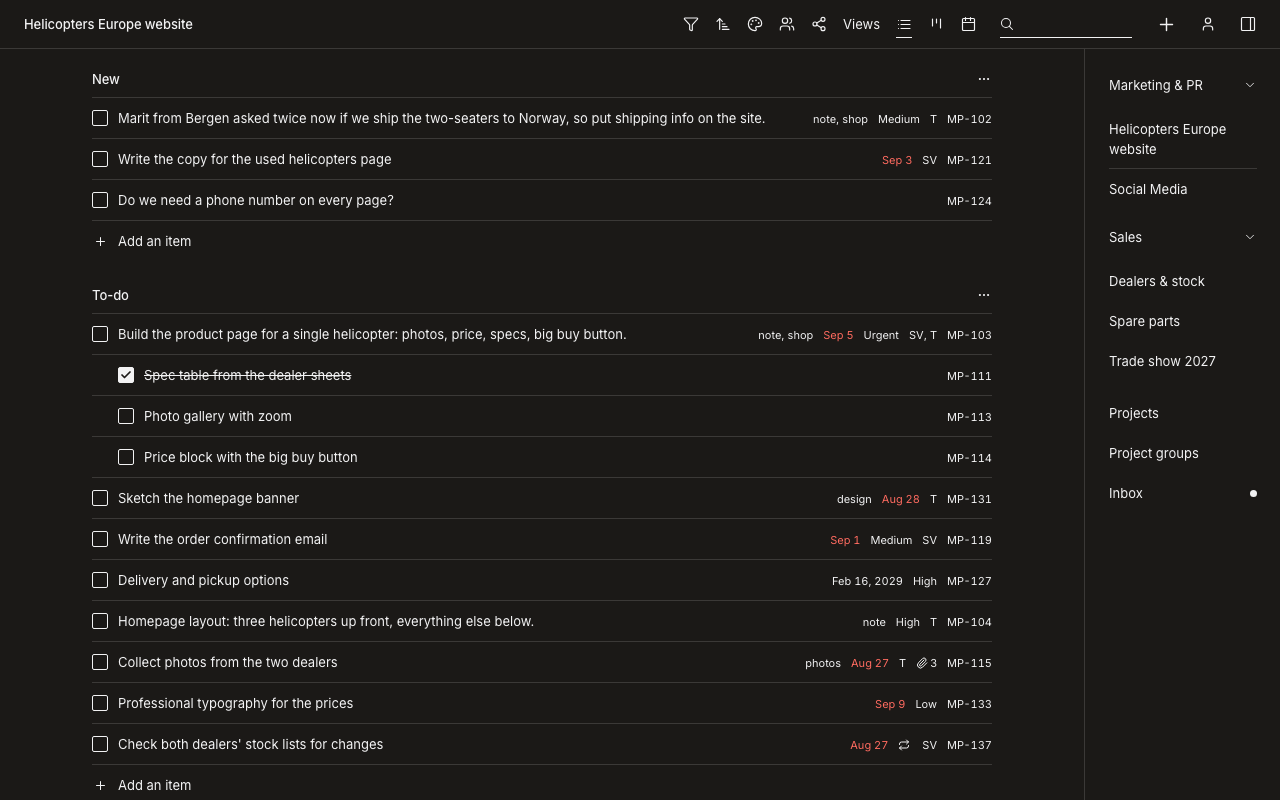 Helicopters Europe website
Views
New
Marit from Bergen asked twice now if we ship the two-seaters to Norway, so put shipping info on the site. note, shop Medium T MP-102
Write the copy for the used helicopters page Sep 3 SV MP-121
Do we need a phone number on every page? MP-124
Add an item
To-do
Build the product page for a single helicopter: photos, price, specs, big buy button. note, shop Sep 5 Urgent SV, T MP-103
Spec table from the dealer sheets MP-111
Photo gallery with zoom MP-113
Price block with the big buy button MP-114
Sketch the homepage banner design Aug 28 T MP-131
Write the order confirmation email Sep 1 Medium SV MP-119
Delivery and pickup options Feb 16, 2029 High MP-127
Homepage layout: three helicopters up front, everything else below. note High T MP-104
Collect photos from the two dealers photos Aug 27 T 3 MP-115
Professional typography for the prices Sep 9 Low MP-133
Check both dealers' stock lists for changes Aug 27 SV MP-137
Add an item
Marketing & PR
Helicopters Europe
website
Social Media
Sales
Dealers & stock
Spare parts
Trade show 2027
Projects
Project groups
Inbox